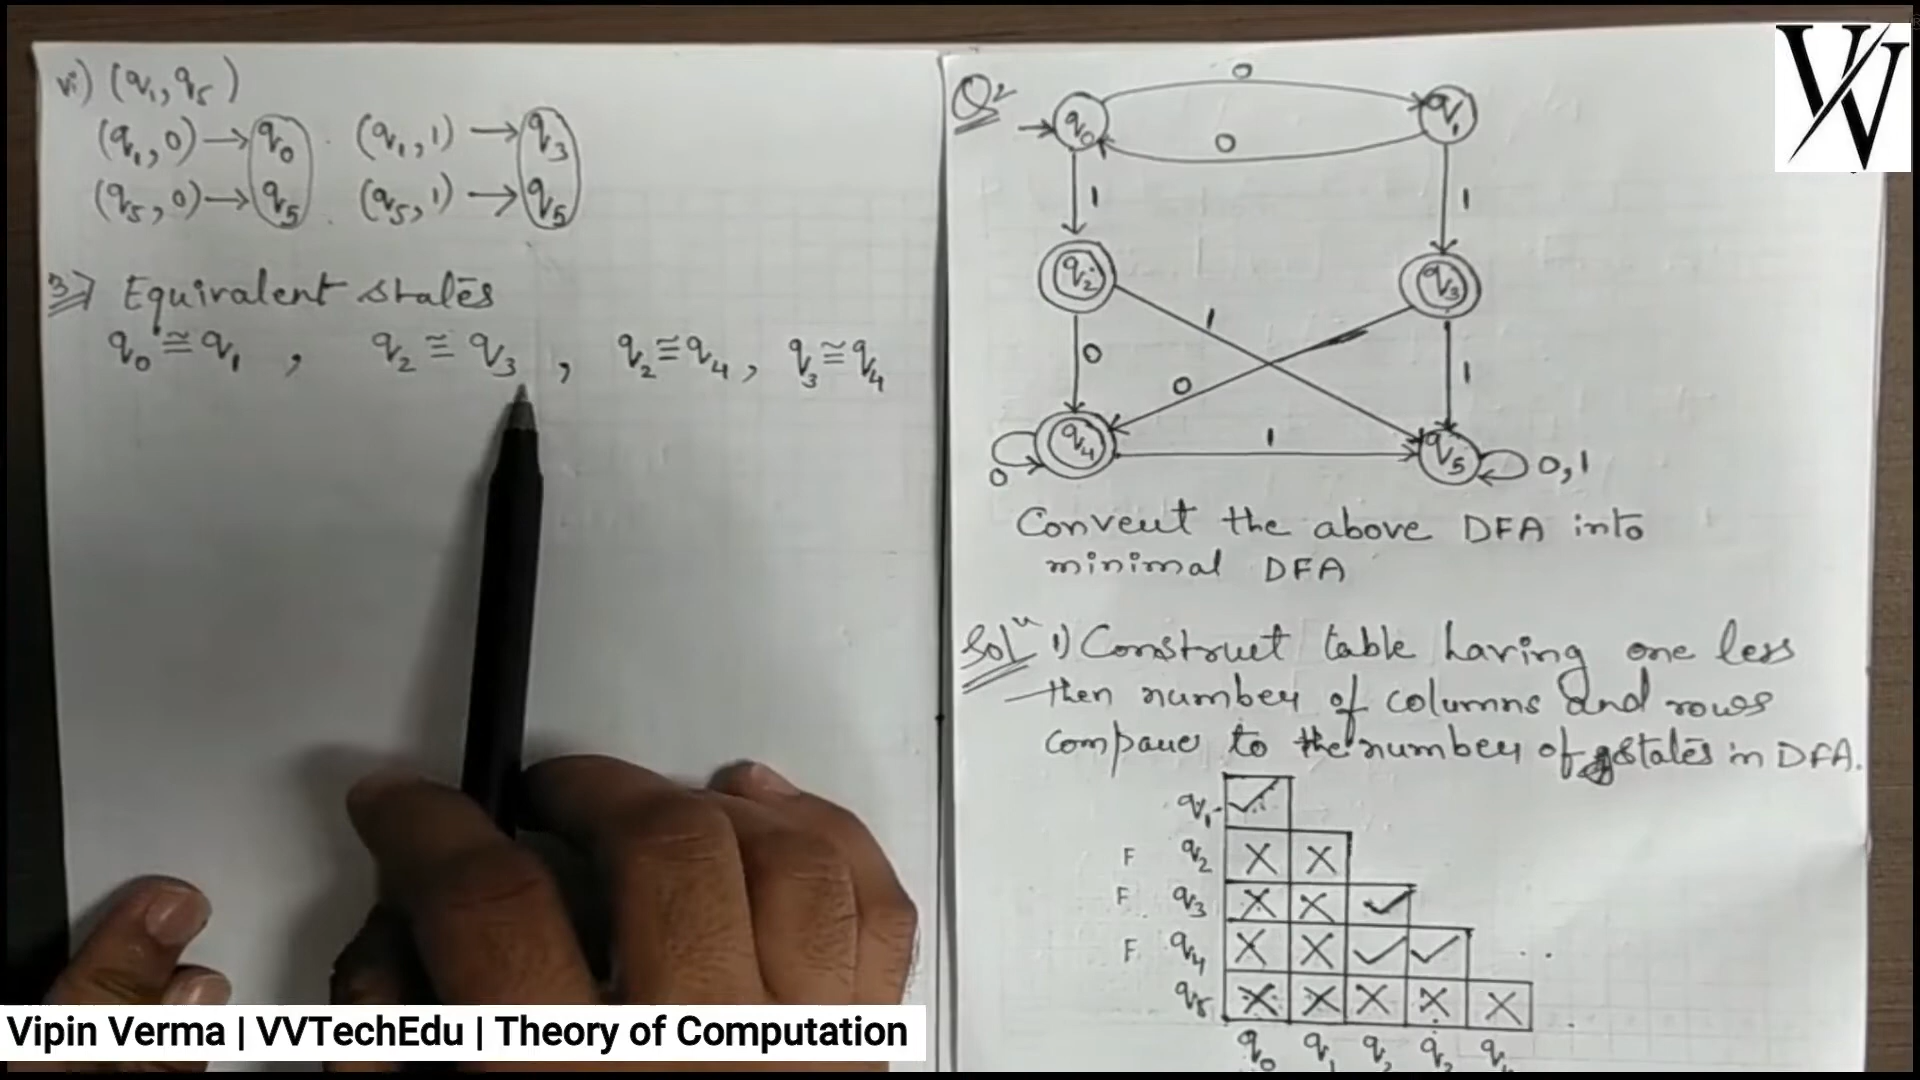 vi) (q1, q5)
(q1, 0) → q0 (q1, 1) → q3
(q5, 0) → q5 (q5, 1) → q5
3) Equivalent states
q0 ≅ q1 , q2 ≅ q3 , q2 ≅ q4 , q3 ≅ q4
VV
Q2
0
q0 q1
0
1 1
q2 q3
1
0 1
0
q4 1 q5 0,1
0
Conveut the above DFA into
minimal DFA
Soln 1) Construct table having one less
then number of columns and rows
compaue to the number of states in DFA.
q1 ✓
F q2 X X
F q3 X X ✓
F q4 X X ✓ ✓
q5 X X X X X
q0 q1 q2 q3 q4
Vipin Verma | VVTechEdu | Theory of Computation